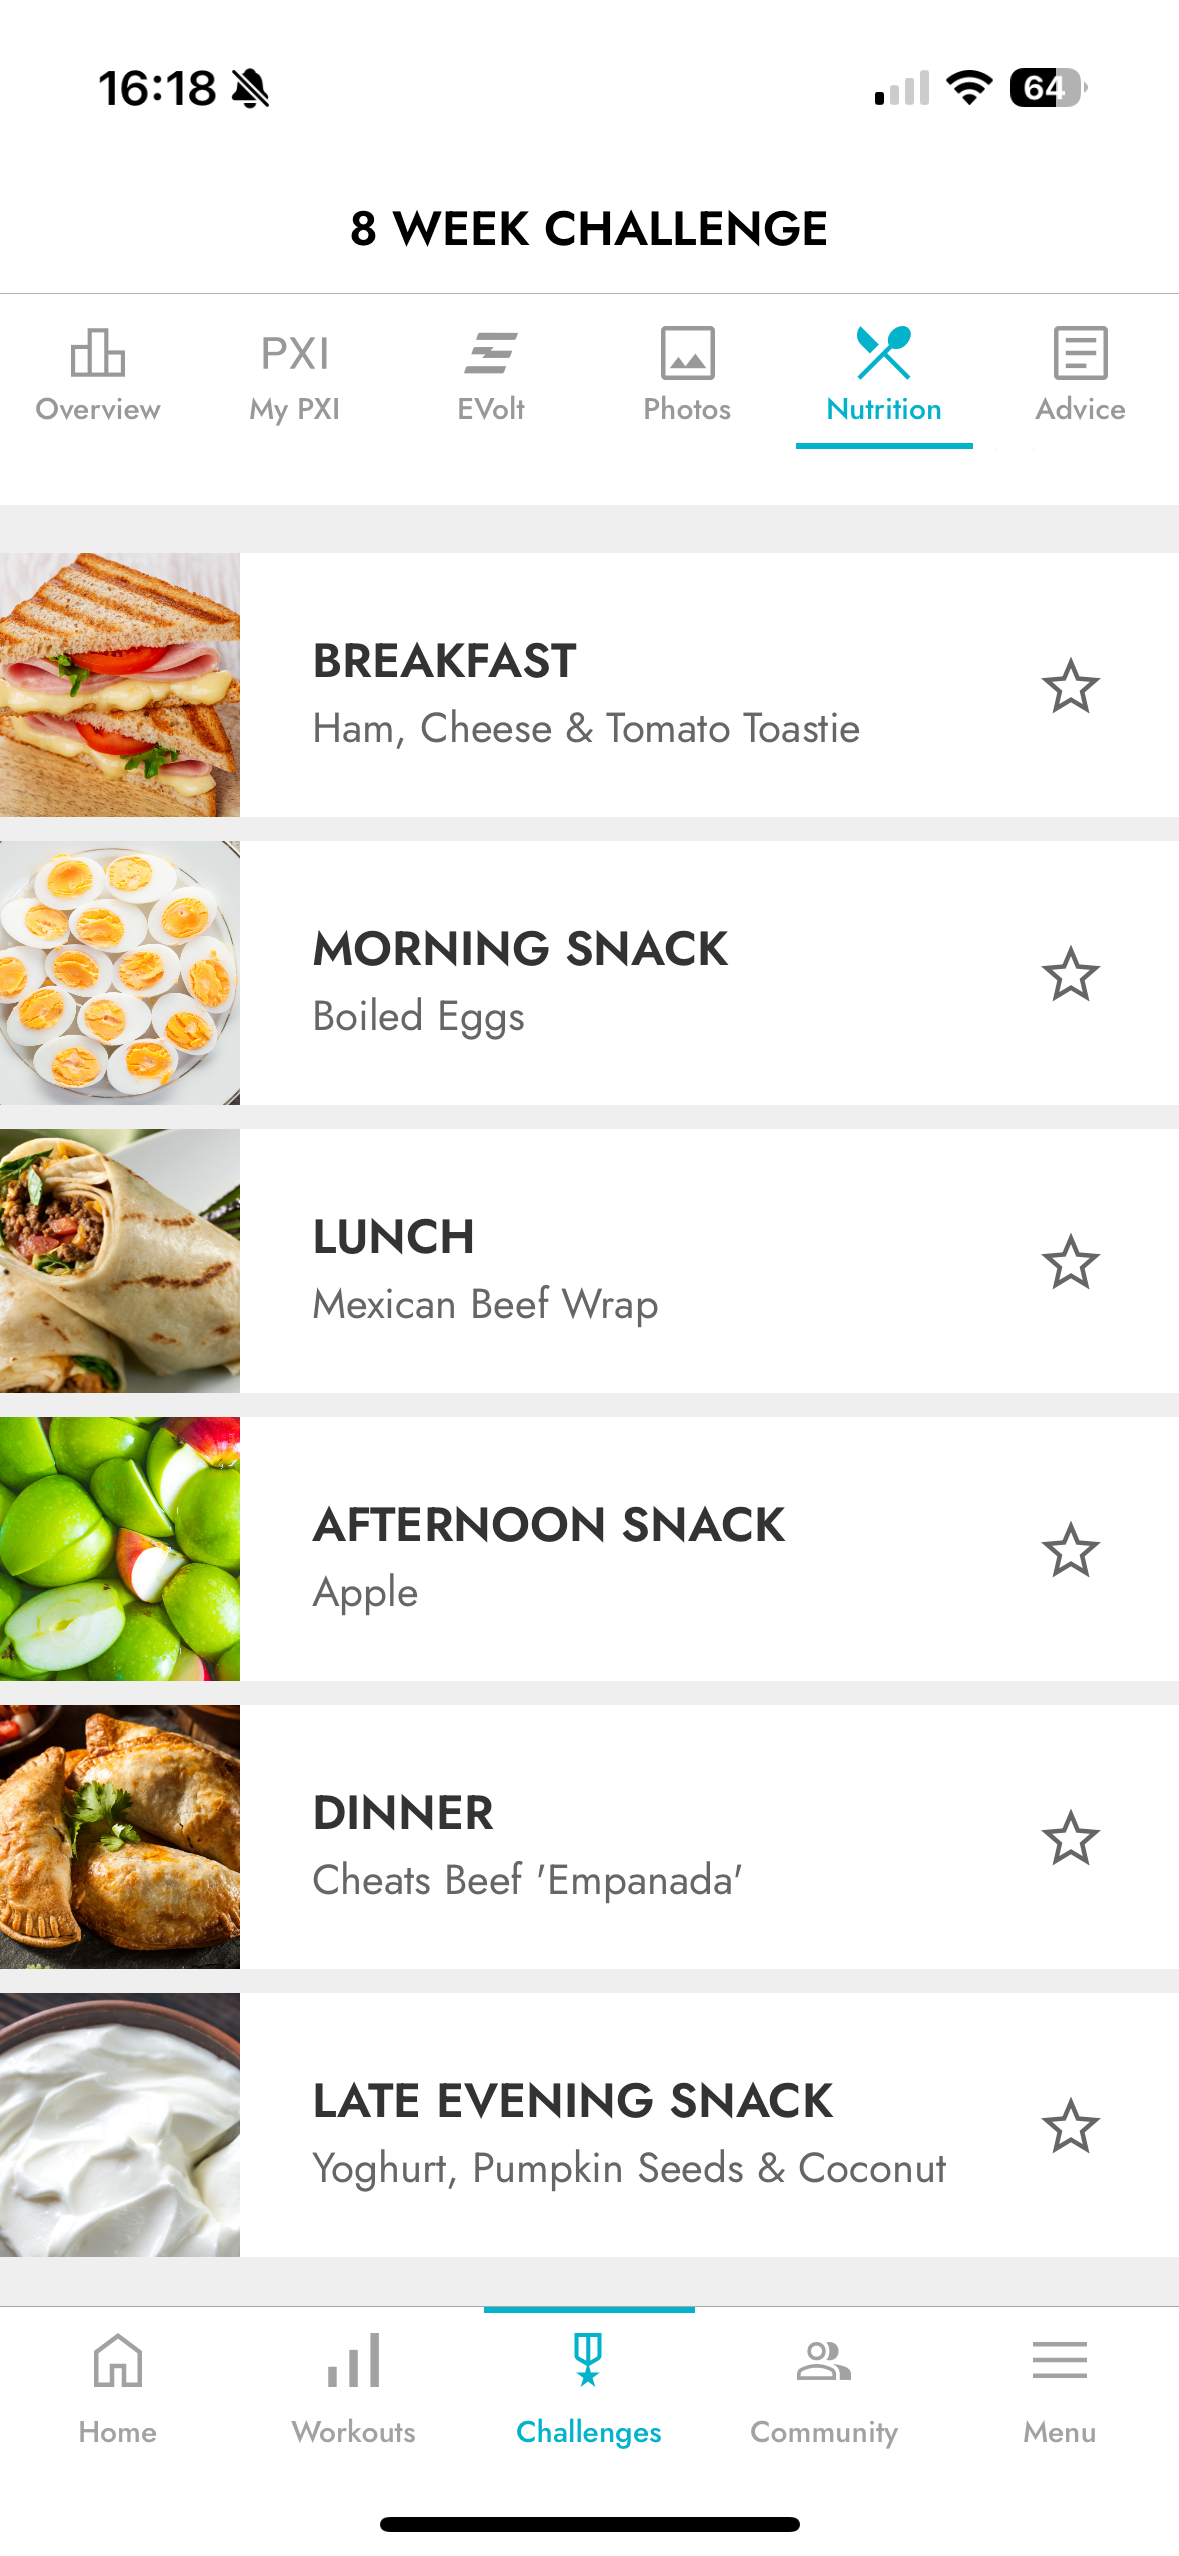 16:18
64
8 WEEK CHALLENGE
PXI
Overview
My PXI
EVolt
Photos
Nutrition
Advice
BREAKFAST
Ham, Cheese & Tomato Toastie
MORNING SNACK
Boiled Eggs
LUNCH
Mexican Beef Wrap
AFTERNOON SNACK
Apple
DINNER
Cheats Beef 'Empanada'
LATE EVENING SNACK
Yoghurt, Pumpkin Seeds & Coconut
Home
Workouts
Challenges
Community
Menu